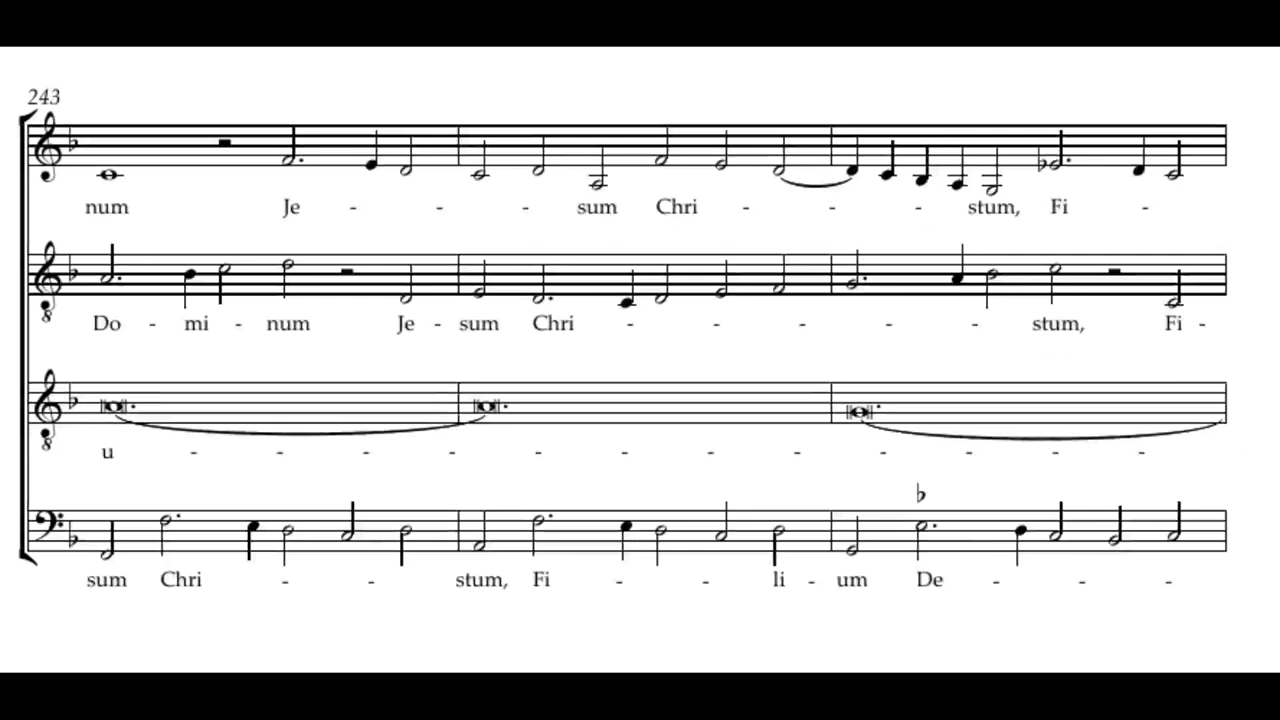 243
num Je - - - sum Chri - - - stum, Fi -
Do - mi - num Je - sum Chri - - - - - stum, Fi -
u - - - - - - - - - - - -
sum Chri - - stum, Fi - - li - um De - - -